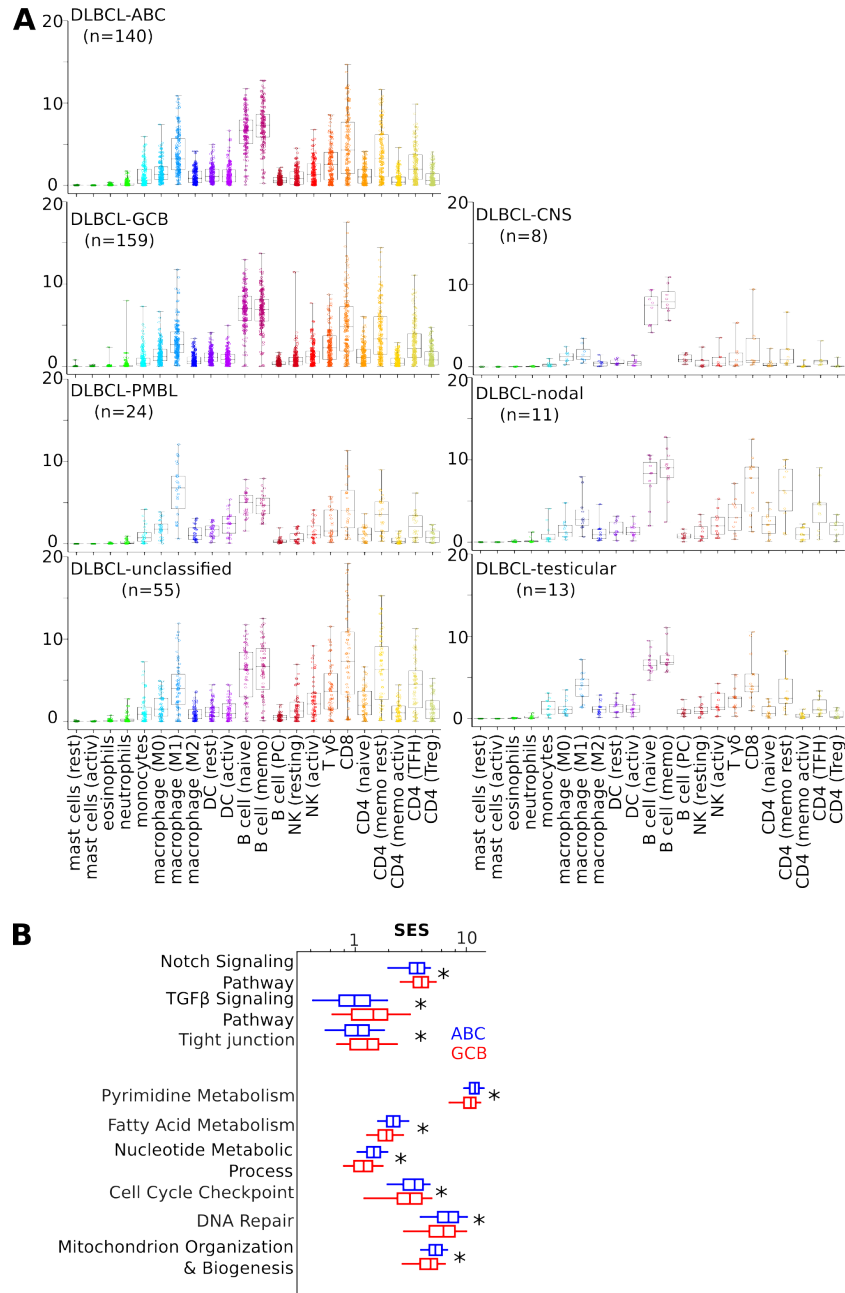 A
20
DLBCL-ABC
(n=140)
10
0
20
DLBCL-GCB
(n=159)
10
0
20
DLBCL-CNS
(n=8)
10
0
20
DLBCL-PMBL
(n=24)
10
0
20
DLBCL-nodal
(n=11)
10
0
20
DLBCL-unclassified
(n=55)
10
0
20
DLBCL-testicular
(n=13)
10
0
mast cells (rest)
mast cells (activ)
eosinophils
neutrophils
monocytes
macrophage (M0)
macrophage (M1)
macrophage (M2)
DC (rest)
DC (activ)
B cell (naive)
B cell (memo)
B cell (PC)
NK (resting)
NK (activ)
T γδ
CD8
CD4 (naive)
CD4 (memo rest)
CD4 (memo activ)
CD4 (TFH)
CD4 (Treg)
mast cells (rest)
mast cells (activ)
eosinophils
neutrophils
monocytes
macrophage (M0)
macrophage (M1)
macrophage (M2)
DC (rest)
DC (activ)
B cell (naive)
B cell (memo)
B cell (PC)
NK (resting)
NK (activ)
T γδ
CD8
CD4 (naive)
CD4 (memo rest)
CD4 (memo activ)
CD4 (TFH)
CD4 (Treg)
B
SES
1 10
Notch Signaling
Pathway
*
TGFβ Signaling
Pathway
*
Tight junction
*
ABC
GCB
Pyrimidine Metabolism
*
Fatty Acid Metabolism
*
Nucleotide Metabolic
Process
*
Cell Cycle Checkpoint
*
DNA Repair
*
Mitochondrion Organization
& Biogenesis
*